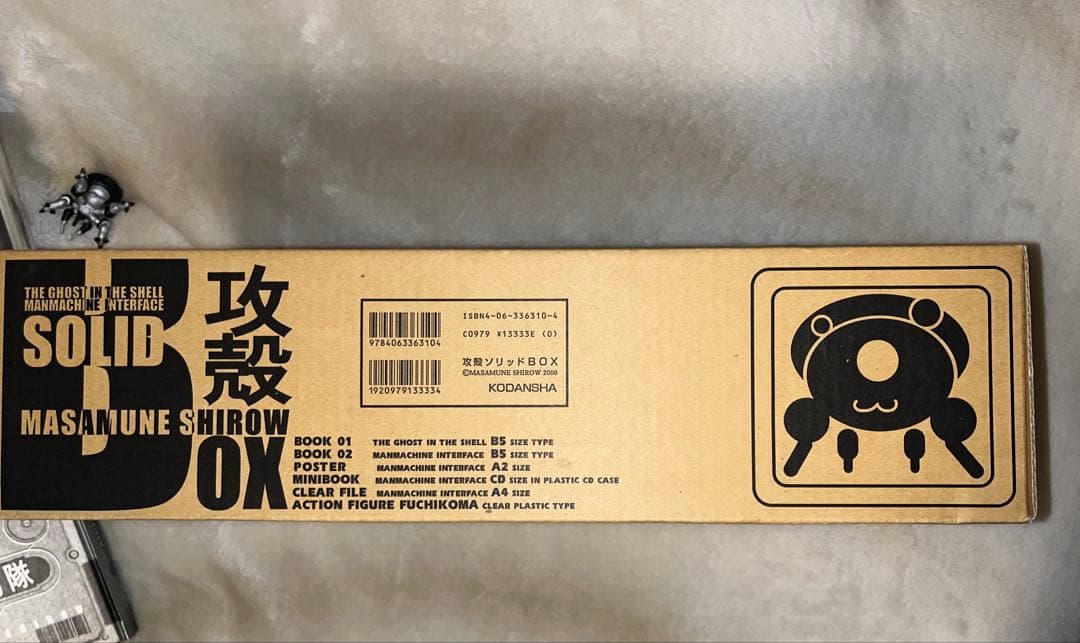 THE GHOST IN THE SHELL
MANMACHINE INTERFACE
SOLID
B
攻殻
MASAMUNE SHIROW
OX
9784063363104
1920979133334
ISBN4-06-336310-4
C0979 ¥13333E (0)
攻殻ソリッドBOX
©MASAMUNE SHIROW 2000
KODANSHA
BOOK 01 THE GHOST IN THE SHELL B5 SIZE TYPE
BOOK 02 MANMACHINE INTERFACE B5 SIZE TYPE
POSTER MANMACHINE INTERFACE A2 SIZE
MINIBOOK MANMACHINE INTERFACE CD SIZE IN PLASTIC CD CASE
CLEAR FILE MANMACHINE INTERFACE A4 SIZE
ACTION FIGURE FUCHIKOMA CLEAR PLASTIC TYPE
隊